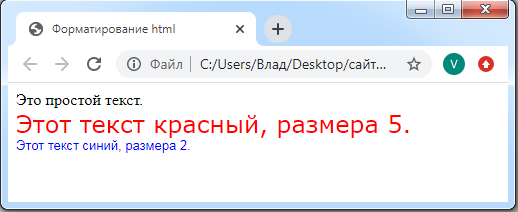 Форматирование html
Файл | C:/Users/Влад/Desktop/сайт...
V
Это простой текст.
Этот текст красный, размера 5.
Этот текст синий, размера 2.